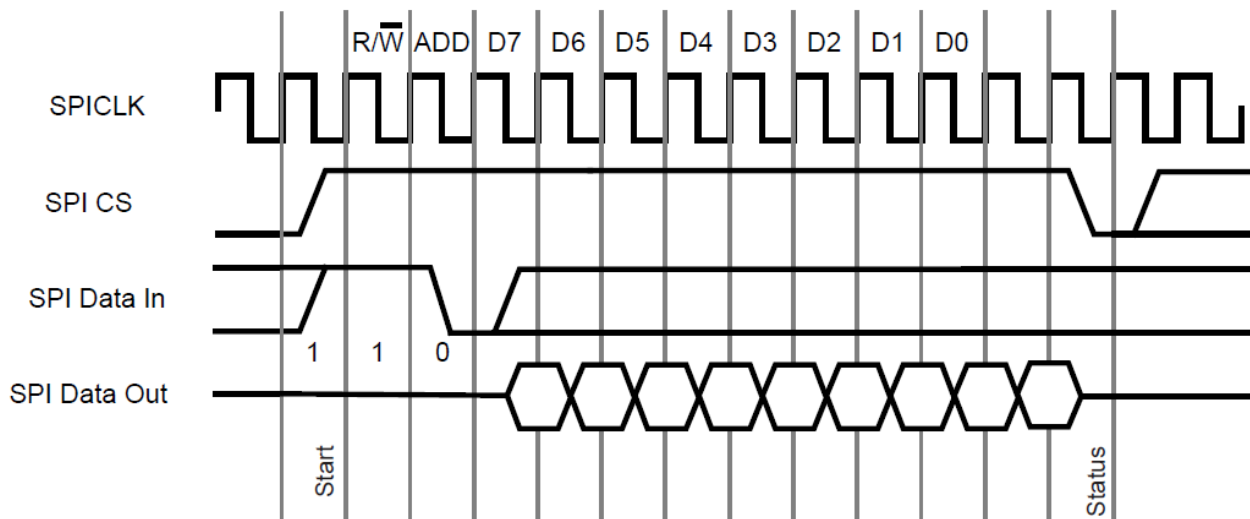 R/W̅ ADD D7 D6 D5 D4 D3 D2 D1 D0
SPICLK
SPI CS
SPI Data In
1 1 0
SPI Data Out
Start
Status